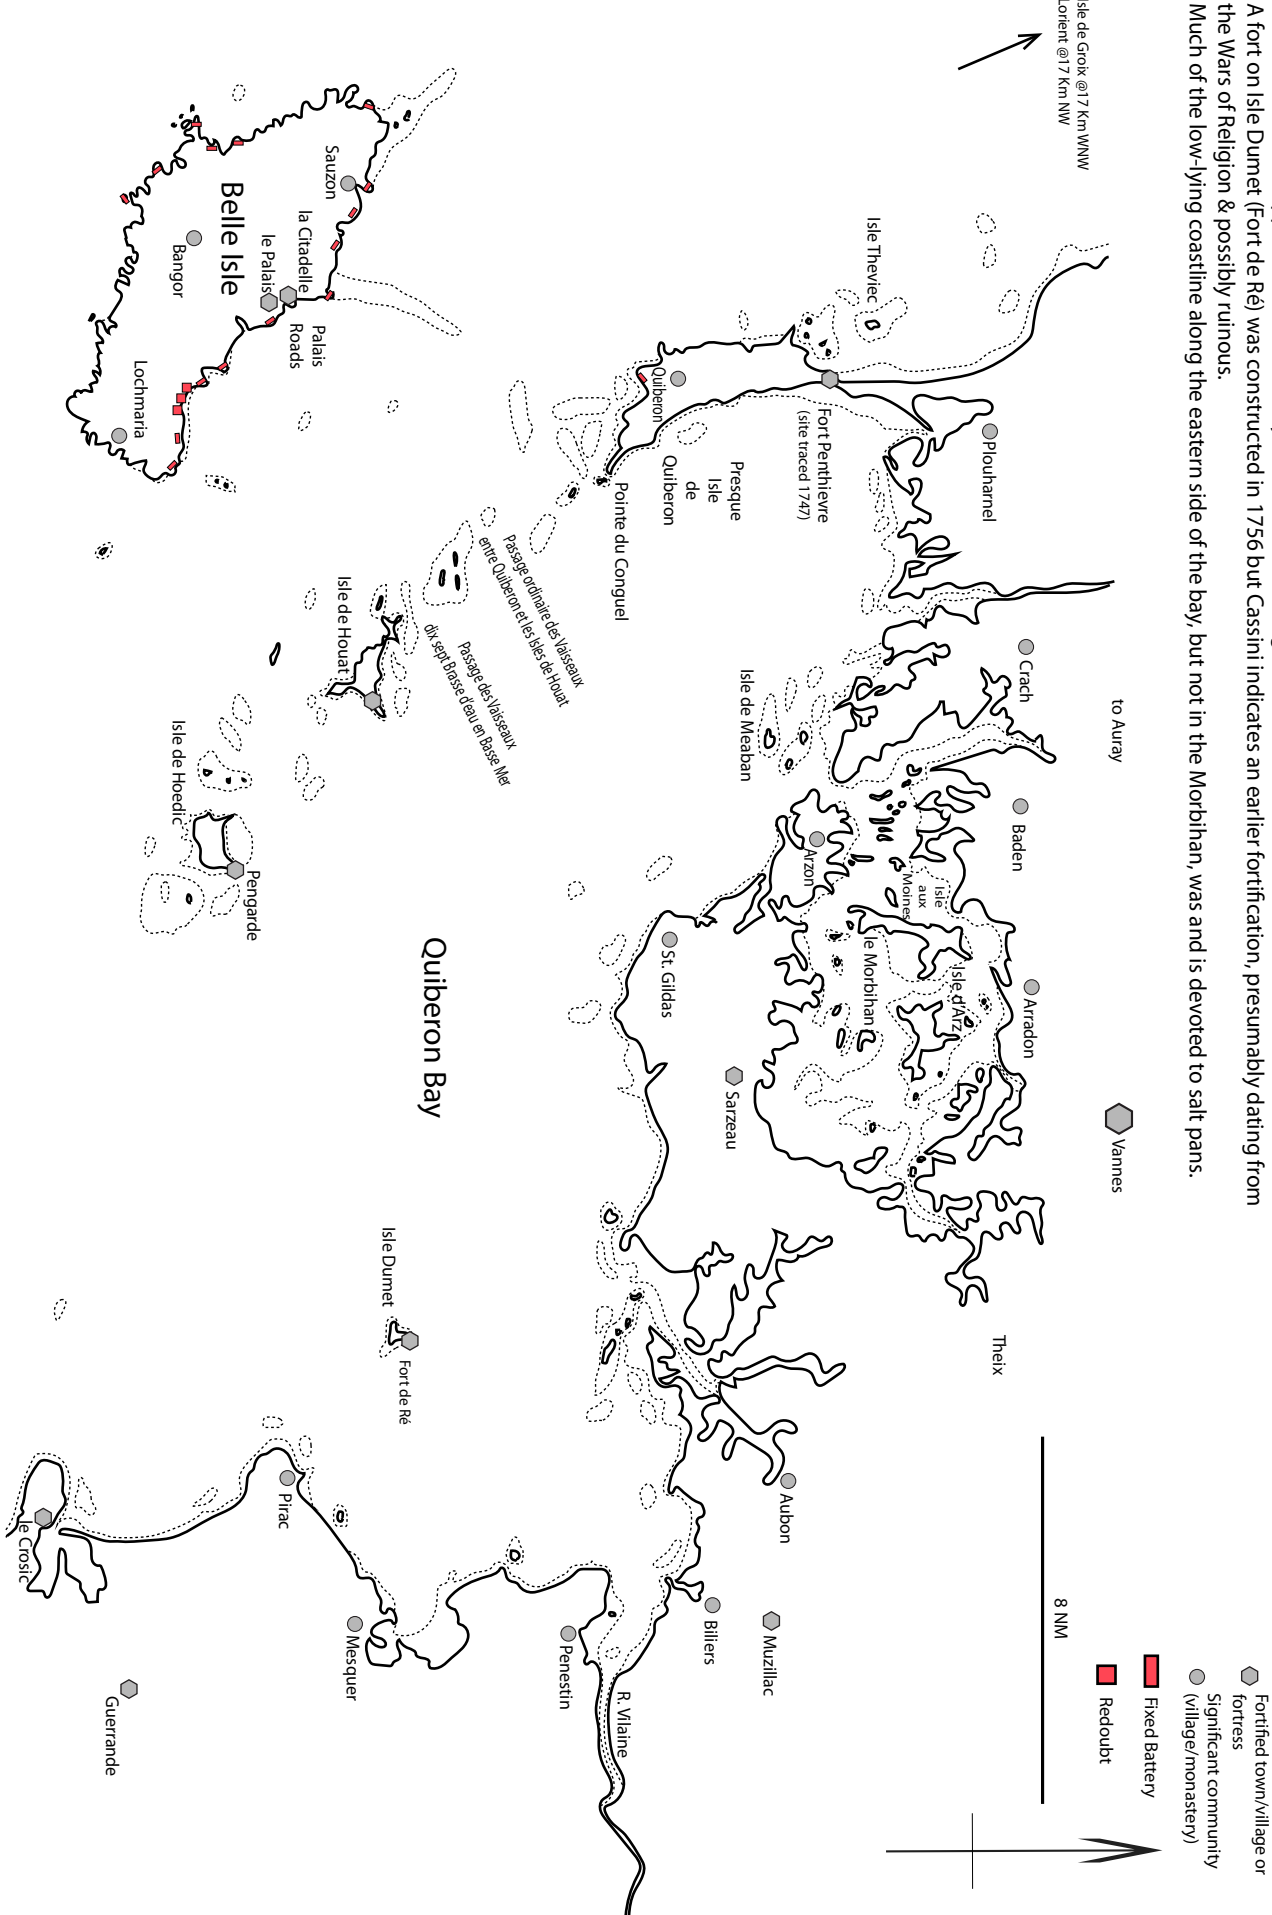 A fort on Isle Dumet (Fort de Ré) was constructed in 1756 but Cassini indicates an earlier fortification, presumably dating from
the Wars of Religion & possibly ruinous.
Much of the low-lying coastline along the eastern side of the bay, but not in the Morbihan, was and is devoted to salt pans.
Isle de Groix @17 Km WNW
Lorient @17 Km NW
to Auray
Vannes
Theix
8 NM
Fortified town/village or
fortress
Significant community
(village/monastery)
Fixed Battery
Redoubt
Plouharnel
Crach
Baden
Arradon
Isle Theviec
Fort Penthievre
(site traced 1747)
Isle
aux
Moines
Isle d'Arz
le Morbihan
Arzon
Isle de Meaban
Sarzeau
St. Gildas
Aubon
Muzillac
Biliers
R. Vilaine
Penestin
Quiberon
Presque
Isle
de
Quiberon
Pointe du Conguel
Passage ordinaire des Vaisseaux
entre Quiberon et les Isles de Houat
Passage des Vaisseaux
dix sept Brasse d'eau en Basse Mer
Quiberon Bay
Isle Dumet
Fort de Ré
Mesquer
Pirac
Guerrande
le Crosic
Isle de Houat
Isle de Hoedic
Pengarde
Sauzon
la Citadelle
le Palais
Palais
Roads
Belle Isle
Bangor
Lochmaria